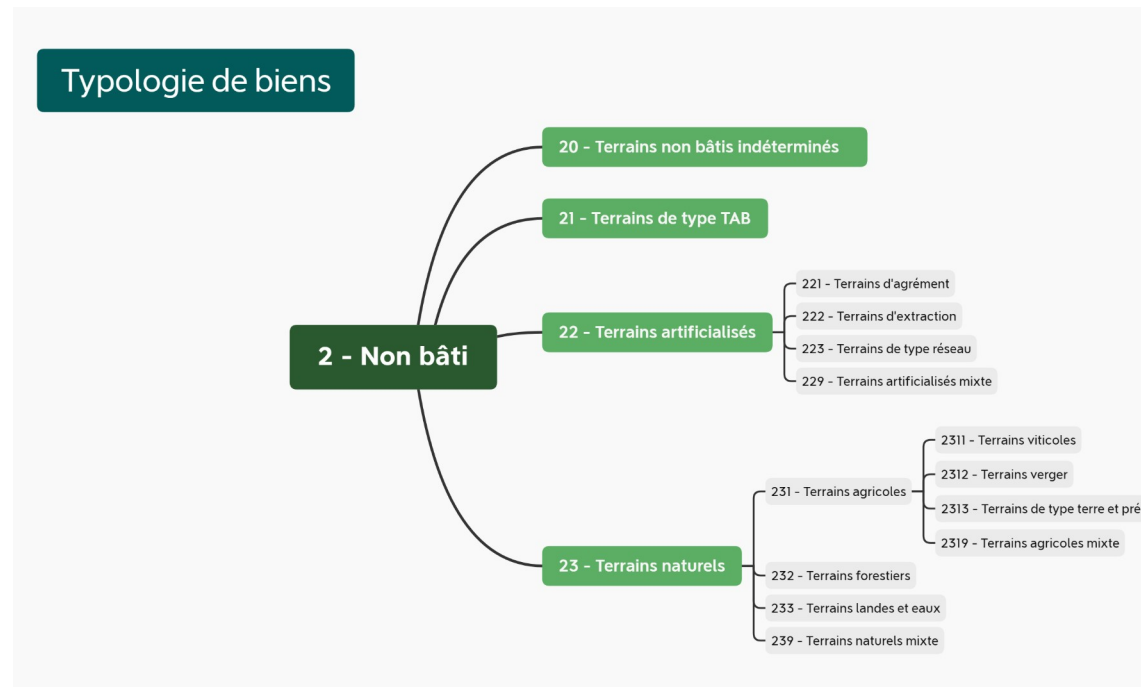 Typologie de biens
20 - Terrains non bâtis indéterminés
21 - Terrains de type TAB
221 - Terrains d'agrément
222 - Terrains d'extraction
22 - Terrains artificialisés
223 - Terrains de type réseau
2 - Non bâti
229 - Terrains artificialisés mixte
2311 - Terrains viticoles
2312 - Terrains verger
231 - Terrains agricoles
2313 - Terrains de type terre et pré
2319 - Terrains agricoles mixte
23 - Terrains naturels
232 - Terrains forestiers
233 - Terrains landes et eaux
239 - Terrains naturels mixte